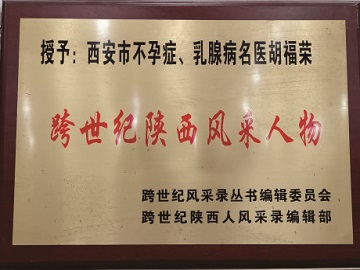 授予：西安市不孕症、乳腺病名医胡福荣
跨世纪陕西风采人物
跨世纪风采录丛书编辑委员会
跨世纪陕西人风采录编辑部